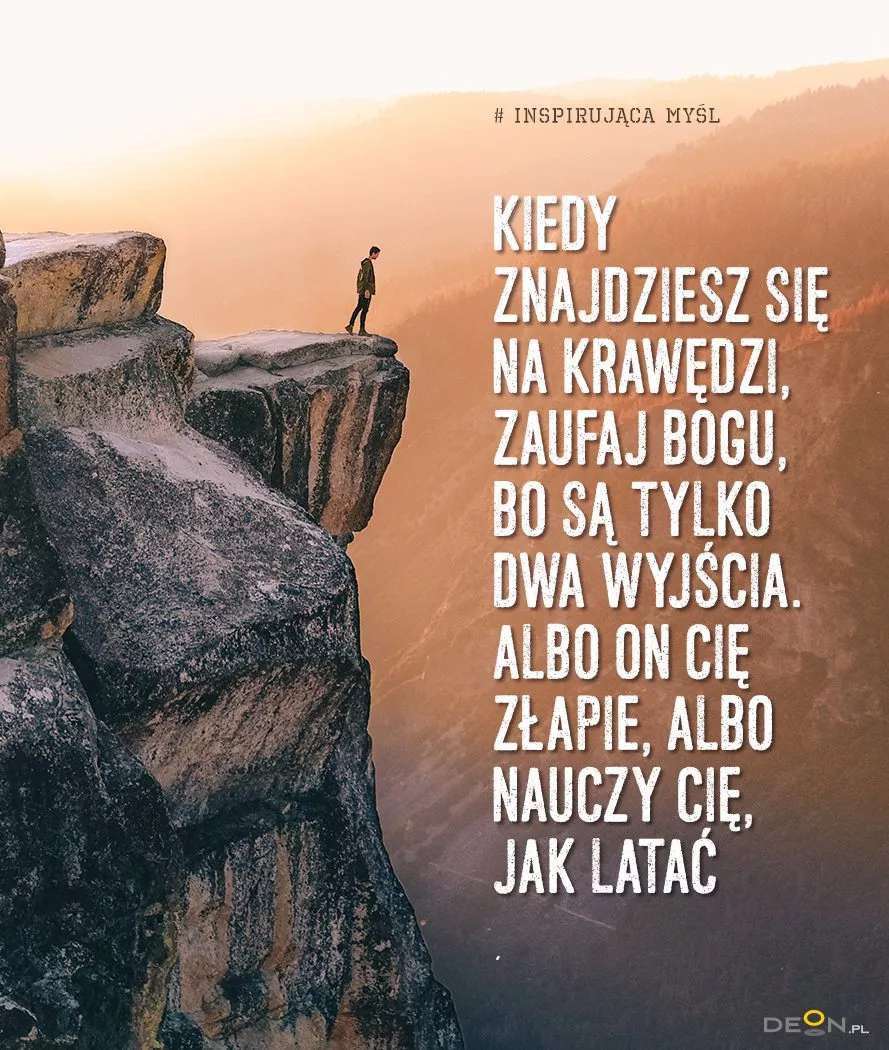 # INSPIRUJĄCA MYŚL
KIEDY
ZNAJDZIESZ SIĘ
NA KRAWĘDZI,
ZAUFAJ BOGU,
BO SĄ TYLKO
DWA WYJŚCIA.
ALBO ON CIĘ
ZŁAPIE, ALBO
NAUCZY CIĘ,
JAK LATAĆ
.
DEON.PL